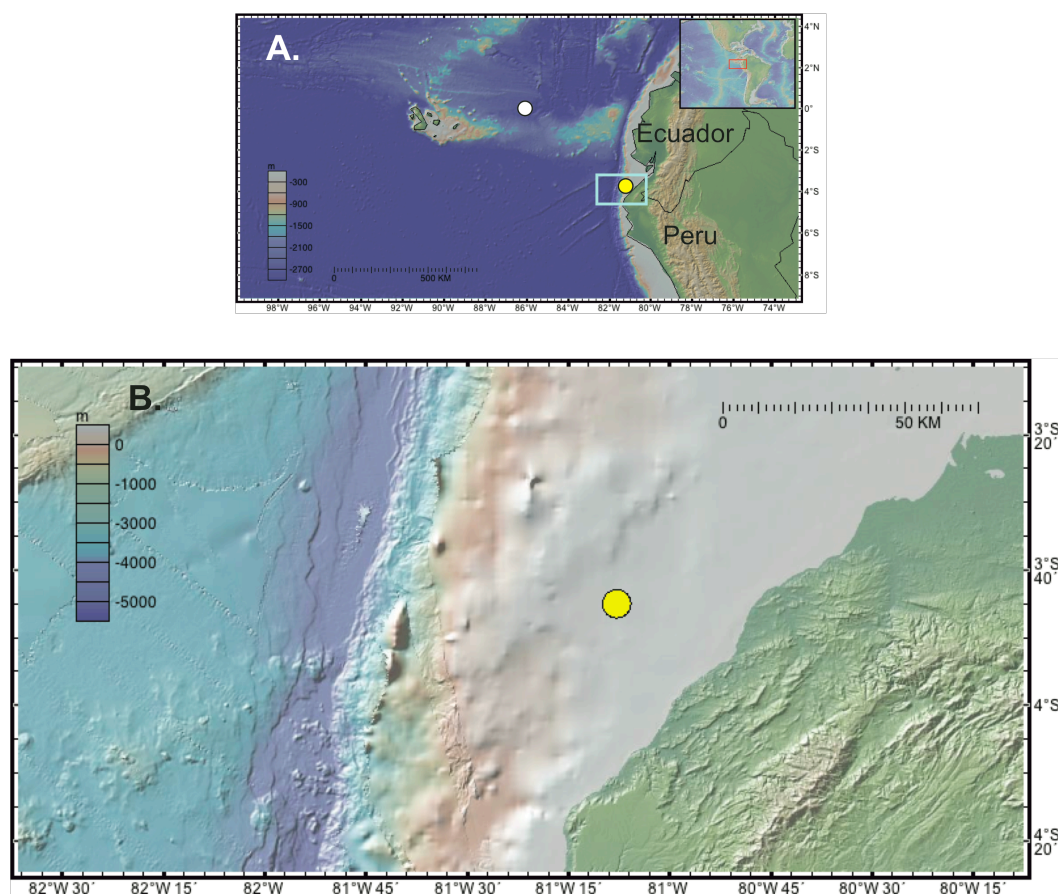 A.
4°N
2°N
0°
2°S
4°S
6°S
8°S
Ecuador
Peru
m
-300
-900
-1500
-2100
-2700
0 500 KM
98°W 96°W 94°W 92°W 90°W 88°W 86°W 84°W 82°W 80°W 78°W 76°W 74°W
B.
m
0
-1000
-3000
-4000
-5000
0 50 KM
3°S
20´
3°S
40´
4°S
4°S
20´
82°W 30´ 82°W 15´ 82°W 81°W 45´ 81°W 30´ 81°W 15´ 81°W 80°W 45´ 80°W 30´ 80°W 15´